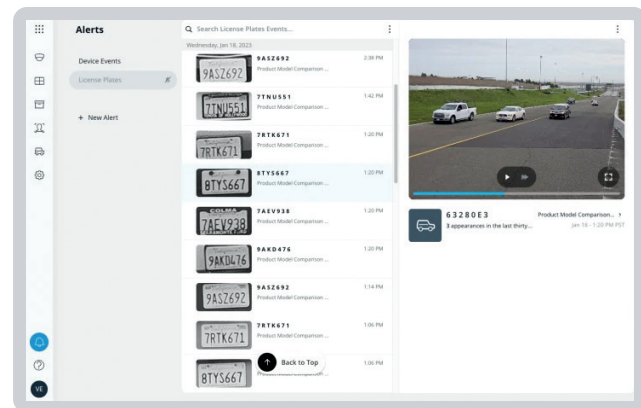 Alerts
Device Events
License Plates
+ New Alert
VE
Search License Plates Events...
Wednesday, Jan 18, 2023
9ASZ692
9ASZ692 2:38 PM
Product Model Comparison ...
7TNU551
7TNU551 1:42 PM
Product Model Comparison ...
7RTK671
7RTK671 1:20 PM
Product Model Comparison ...
8TYS667
8TYS667 1:20 PM
Product Model Comparison ...
COLMA
7AEV938
7AEV938 1:20 PM
Product Model Comparison ...
9AKD476
9AKD476 1:20 PM
Product Model Comparison ...
9ASZ692
9ASZ692 1:14 PM
Product Model Comparison ...
7RTK671
7RTK671 1:06 PM
Product Model Comparison ...
8TYS667
8TYS667 1:06 PM
Back to Top
63280E3 Product Model Comparison...
3 appearances in the last thirty... Jan 18 - 1:20 PM PST